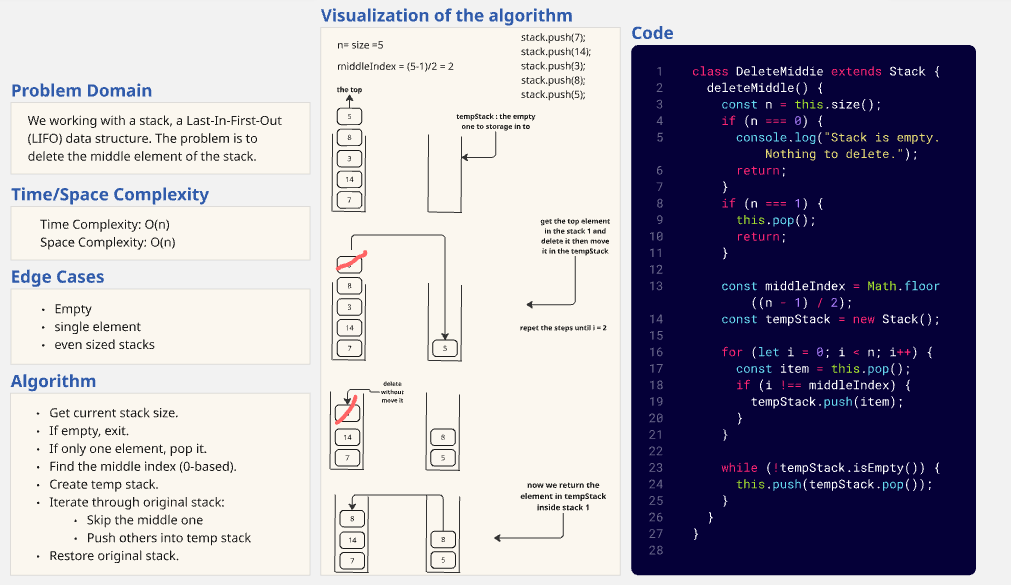 Problem Domain
We working with a stack, a Last-In-First-Out
(LIFO) data structure. The problem is to
delete the middle element of the stack.
Time/Space Complexity
Time Complexity: O(n)
Space Complexity: O(n)
Edge Cases
• Empty
• single element
• even sized stacks
Algorithm
• Get current stack size.
• If empty, exit.
• If only one element, pop it.
• Find the middle index (0-based).
• Create temp stack.
• Iterate through original stack:
• Skip the middle one
• Push others into temp stack
• Restore original stack.
Visualization of the algorithm
n= size =5
middleIndex = (5-1)/2 = 2
stack.push(7);
stack.push(14);
stack.push(3);
stack.push(8);
stack.push(5);
the top
5
8
3
14
7
tempStack : the empty
one to storage in to
get the top element
in the stack 1 and
delete it then move
it in the tempStack
8
3
14
7
5
repet the steps until i = 2
delete
without
move it
14
7
8
5
now we return the
element in tempStack
inside stack 1
8
14
7
8
5
Code
1 class DeleteMiddie extends Stack {
2 deleteMiddle() {
3 const n = this.size();
4 if (n === 0) {
5 console.log("Stack is empty.
Nothing to delete.");
6 return;
7 }
8 if (n === 1) {
9 this.pop();
10 return;
11 }
12
13 const middleIndex = Math.floor
((n - 1) / 2);
14 const tempStack = new Stack();
15
16 for (let i = 0; i < n; i++) {
17 const item = this.pop();
18 if (i !== middleIndex) {
19 tempStack.push(item);
20 }
21 }
22
23 while (!tempStack.isEmpty()) {
24 this.push(tempStack.pop());
25 }
26 }
27 }
28